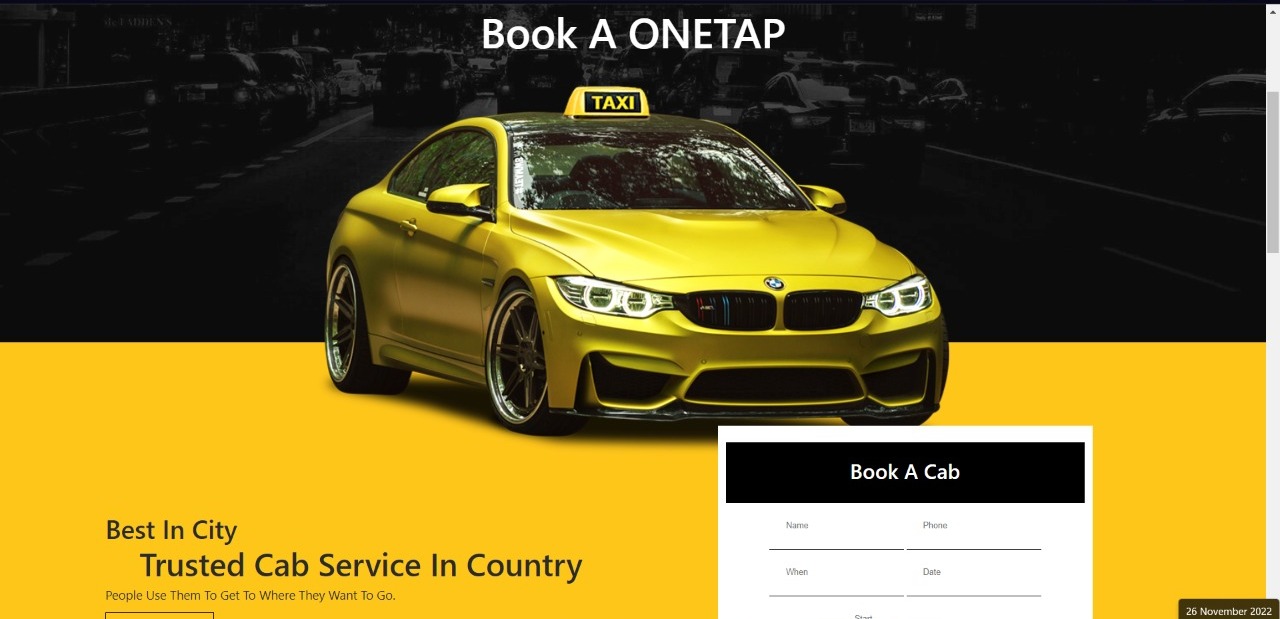 Book A ONETAP
TAXI
Book A Cab
Name Phone
When Date
Start
Best In City
Trusted Cab Service In Country
People Use Them To Get To Where They Want To Go.
26 November 2022